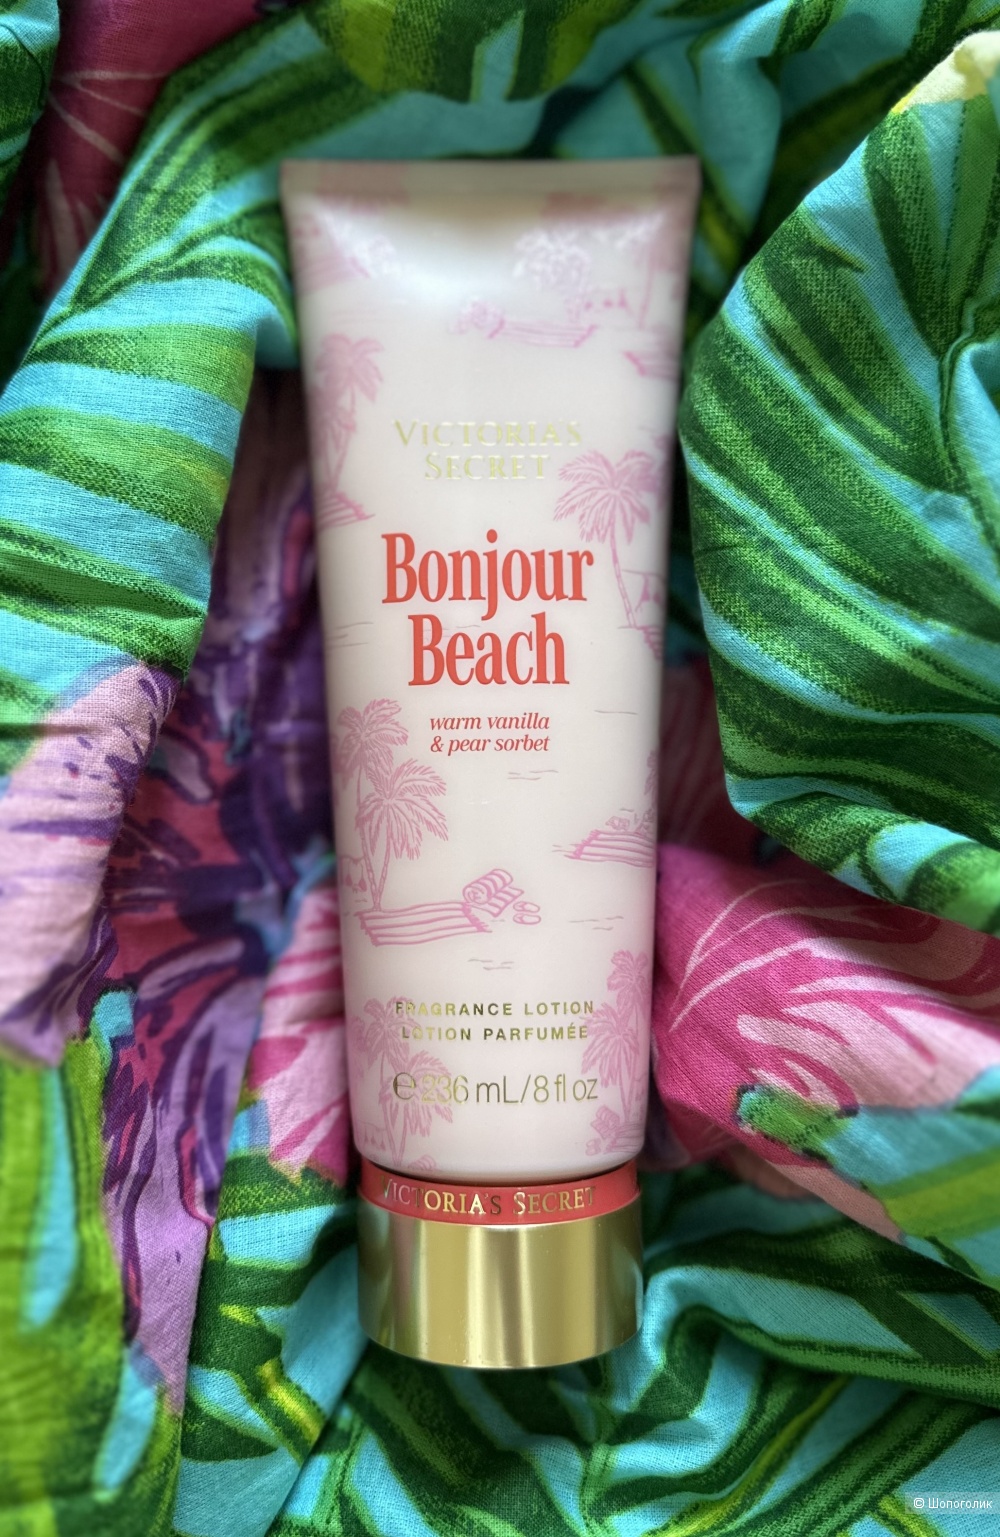 VICTORIA'S
SECRET
Bonjour
Beach
warm vanilla
& pear sorbet
FRAGRANCE LOTION
LOTION PARFUMÉE
℮ 236 mL/8 fl oz
VICTORIA'S SECRET
© Шопоголик